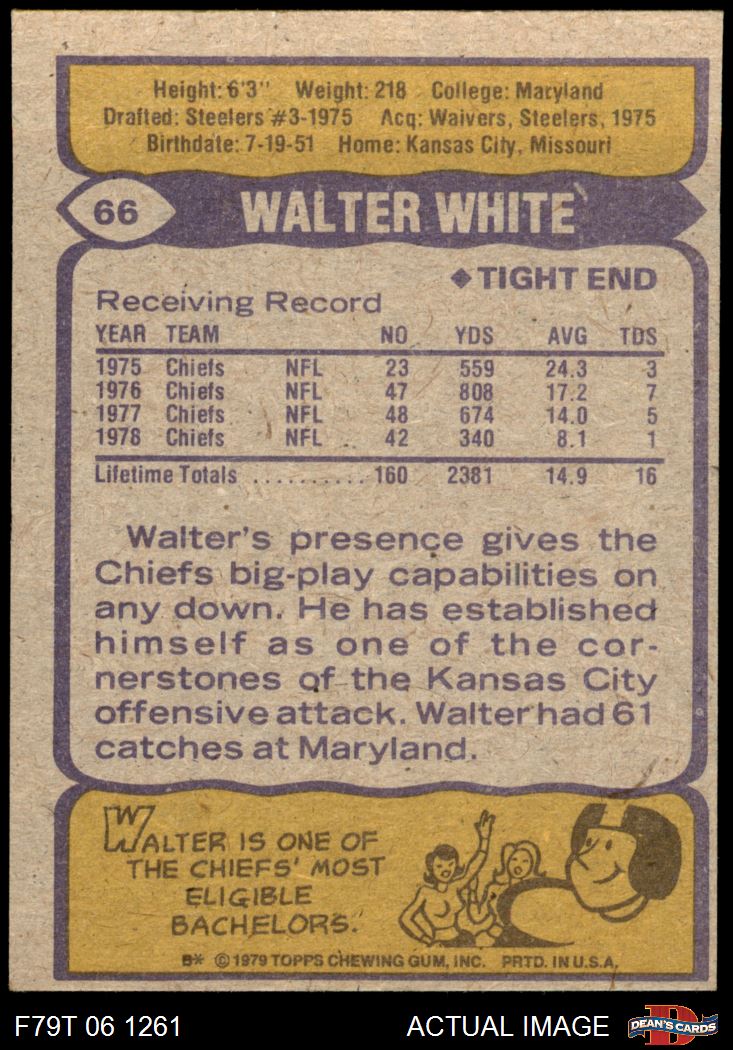 Height: 6'3" Weight: 218 College: Maryland
Drafted: Steelers #3-1975 Acq: Waivers, Steelers, 1975
Birthdate: 7-19-51 Home: Kansas City, Missouri
66 WALTER WHITE
◆ TIGHT END
Receiving Record
YEAR TEAM NO YDS AVG TDS
1975 Chiefs NFL 23 559 24.3 3
1976 Chiefs NFL 47 808 17.2 7
1977 Chiefs NFL 48 674 14.0 5
1978 Chiefs NFL .. 42 340 8.1 1
Lifetime Totals .......... 160 2381 14.9 16
Walter's presence gives the
Chiefs big-play capabilities on
any down. He has established
himself as one of the cor-
nerstones of the Kansas City
offensive attack. Walter had 61
catches at Maryland.
WALTER IS ONE OF
THE CHIEFS' MOST
ELIGIBLE
BACHELORS.
B* © 1979 TOPPS CHEWING GUM, INC. PRTD. IN U.S.A.
F79T 06 1261 ACTUAL IMAGE D DEAN'S CARDS